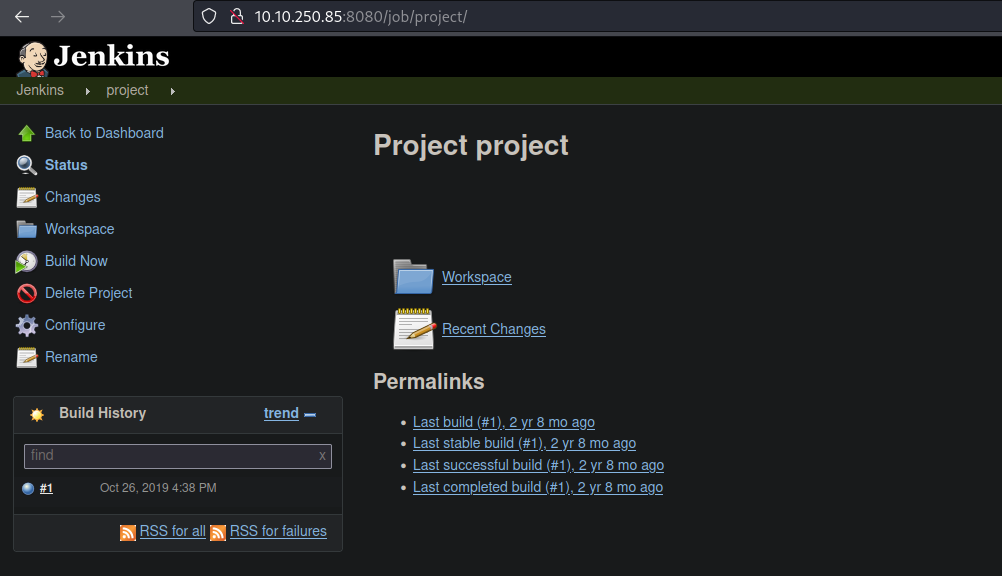 10.10.250.85:8080/job/project/
Jenkins
Jenkins project
Back to Dashboard
Status
Changes
Workspace
Build Now
Delete Project
Configure
Rename
Build History trend
find x
#1 Oct 26, 2019 4:38 PM
RSS for all RSS for failures
Project project
Workspace
Recent Changes
Permalinks
Last build (#1), 2 yr 8 mo ago
Last stable build (#1), 2 yr 8 mo ago
Last successful build (#1), 2 yr 8 mo ago
Last completed build (#1), 2 yr 8 mo ago